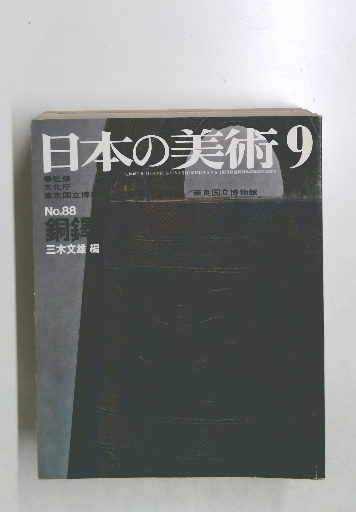 日本の美術 9
●監修
文化庁
東京国立博
奈良国立博物館
No.88
銅鐸
三木文雄 編